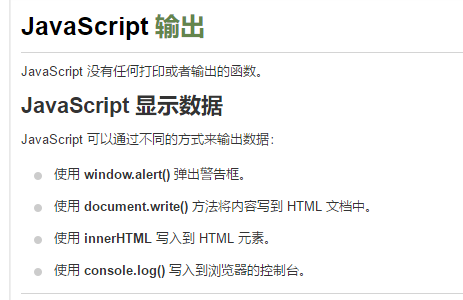 JavaScript 输出
JavaScript 没有任何打印或者输出的函数。
JavaScript 显示数据
JavaScript 可以通过不同的方式来输出数据：
使用 window.alert() 弹出警告框。
使用 document.write() 方法将内容写到 HTML 文档中。
使用 innerHTML 写入到 HTML 元素。
使用 console.log() 写入到浏览器的控制台。